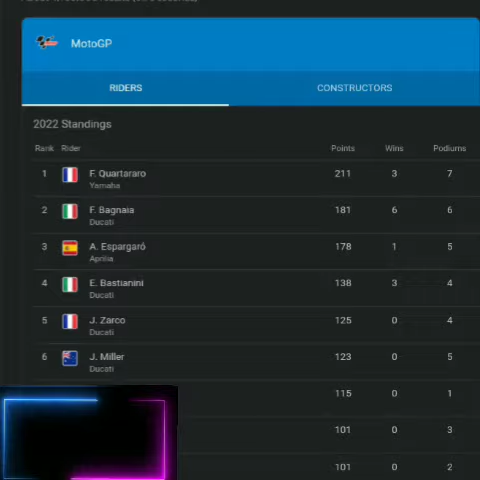 MotoGP
RIDERS CONSTRUCTORS
2022 Standings
Rank Rider Points Wins Podiums
1 F. Quartararo 211 3 7
Yamaha
2 F. Bagnaia 181 6 6
Ducati
3 A. Espargaró 178 1 5
Aprilia
4 E. Bastianini 138 3 4
Ducati
5 J. Zarco 125 0 4
Ducati
6 J. Miller 123 0 5
Ducati
115 0 1
101 0 3
101 0 2